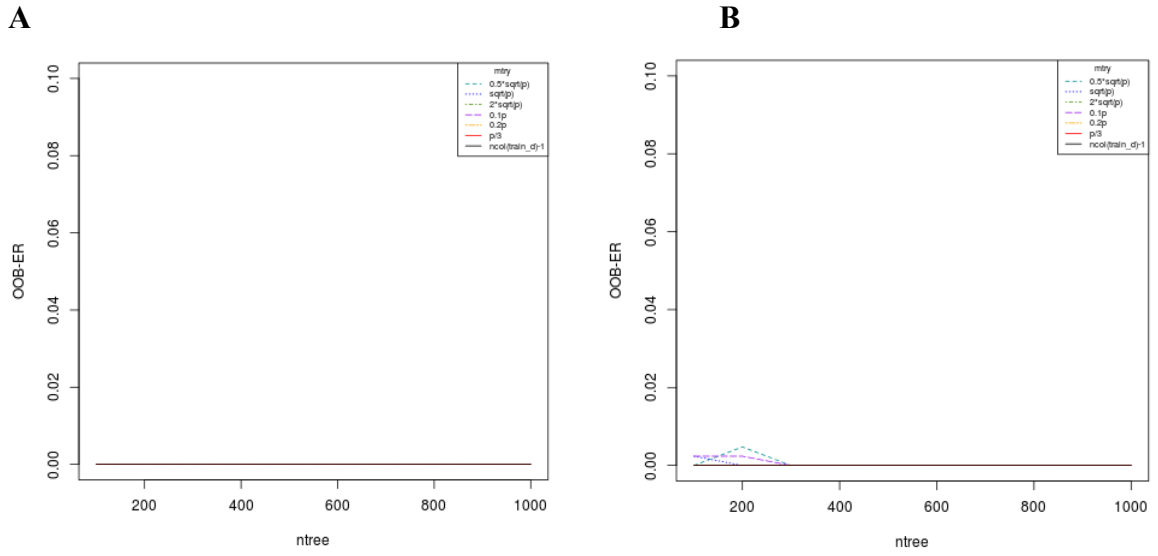 A
OOB-ER
0.00
0.02
0.04
0.06
0.08
0.10
mtry
0.5*sqrt(p)
sqrt(p)
2*sqrt(p)
0.1p
0.2p
p/3
ncol(train_d)-1
200
400
600
800
1000
ntree
B
OOB-ER
0.00
0.02
0.04
0.06
0.08
0.10
mtry
0.5*sqrt(p)
sqrt(p)
2*sqrt(p)
0.1p
0.2p
p/3
ncol(train_d)-1
200
400
600
800
1000
ntree